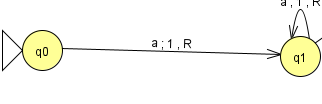 a ; 1 , R
a ; 1 , R
q0
q1